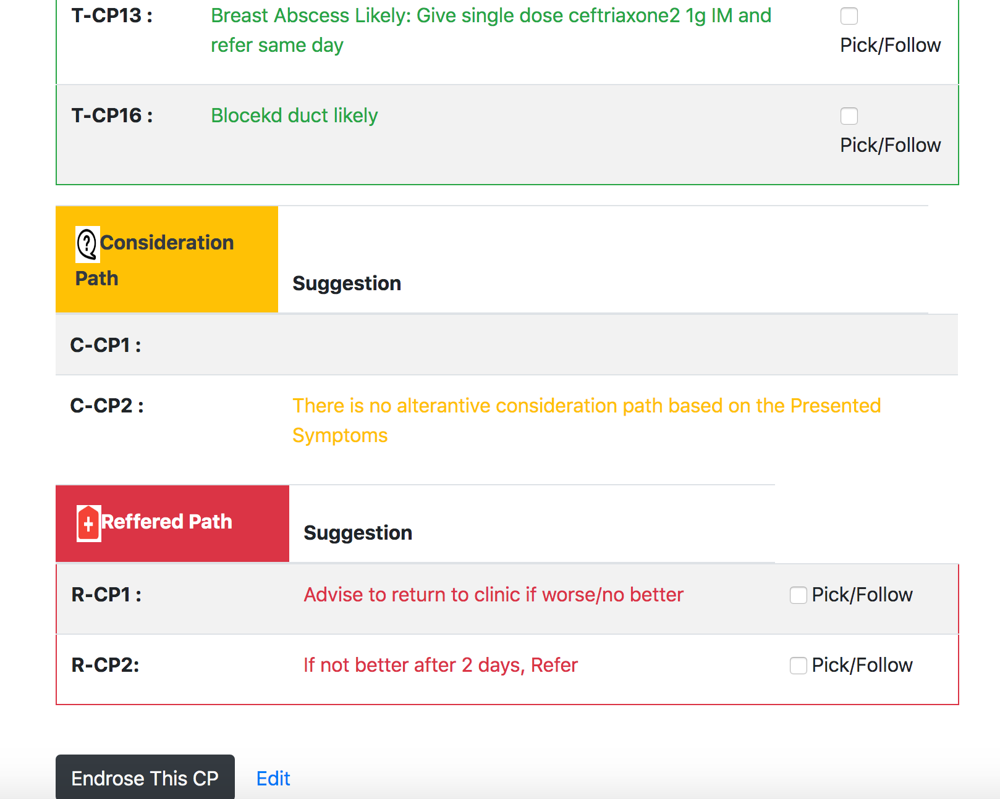 T-CP13 : Breast Abscess Likely: Give single dose ceftriaxone2 1g IM and
refer same day
Pick/Follow
T-CP16 : Blocekd duct likely
Pick/Follow
Consideration
Path
Suggestion
C-CP1 :
C-CP2 : There is no alterantive consideration path based on the Presented
Symptoms
Reffered Path
Suggestion
R-CP1 : Advise to return to clinic if worse/no better Pick/Follow
R-CP2: If not better after 2 days, Refer Pick/Follow
Endrose This CP Edit